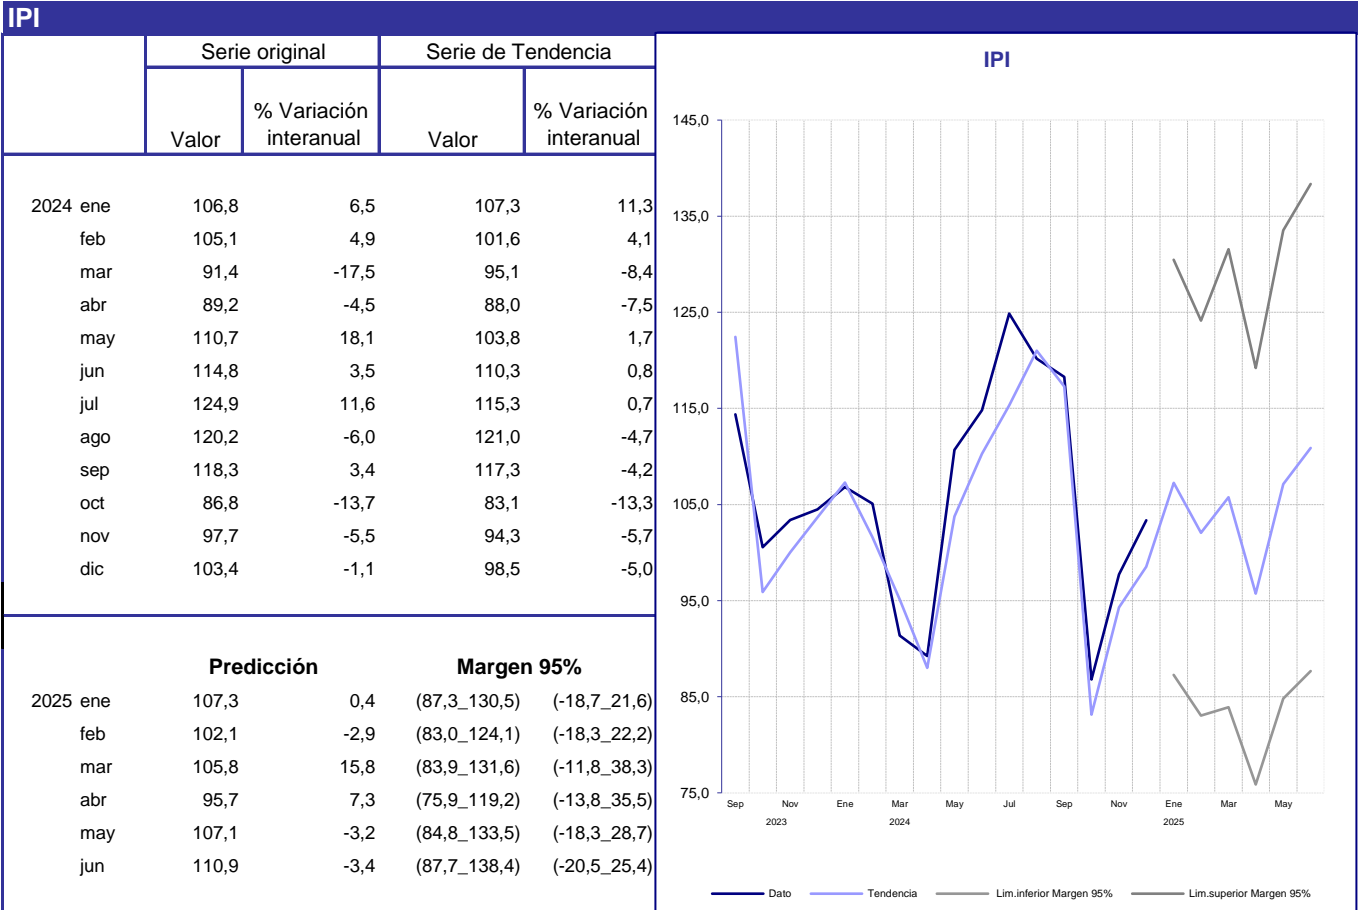 IPI
Serie original Serie de Tendencia
Valor % Variación interanual Valor % Variación interanual
2024 ene 106,8 6,5 107,3 11,3
feb 105,1 4,9 101,6 4,1
mar 91,4 -17,5 95,1 -8,4
abr 89,2 -4,5 88,0 -7,5
may 110,7 18,1 103,8 1,7
jun 114,8 3,5 110,3 0,8
jul 124,9 11,6 115,3 0,7
ago 120,2 -6,0 121,0 -4,7
sep 118,3 3,4 117,3 -4,2
oct 86,8 -13,7 83,1 -13,3
nov 97,7 -5,5 94,3 -5,7
dic 103,4 -1,1 98,5 -5,0
Predicción Margen 95%
2025 ene 107,3 0,4 (87,3_130,5) (-18,7_21,6)
feb 102,1 -2,9 (83,0_124,1) (-18,3_22,2)
mar 105,8 15,8 (83,9_131,6) (-11,8_38,3)
abr 95,7 7,3 (75,9_119,2) (-13,8_35,5)
may 107,1 -3,2 (84,8_133,5) (-18,3_28,7)
jun 110,9 -3,4 (87,7_138,4) (-20,5_25,4)
IPI
145,0
135,0
125,0
115,0
105,0
95,0
85,0
75,0
Sep Nov Ene Mar May Jul Sep Nov Ene Mar May
2023 2024 2025
Dato Tendencia Lim.inferior Margen 95% Lim.superior Margen 95%